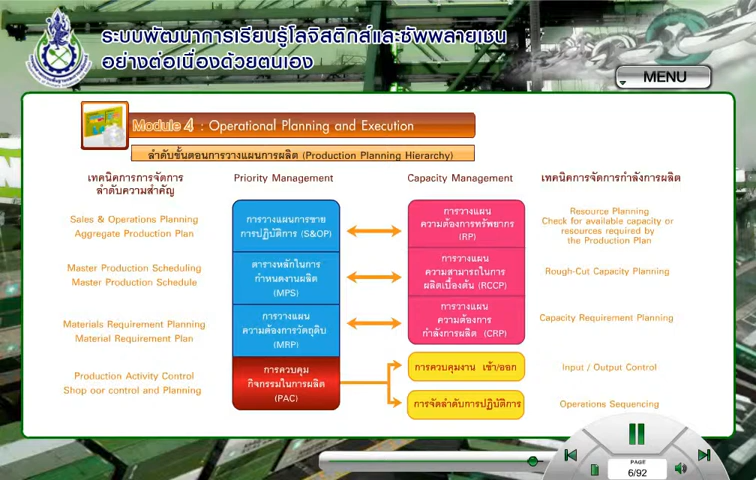 ระบบพัฒนาการเรียนรู้โลจิสติกส์และซัพพลายเชน
อย่างต่อเนื่องด้วยตนเอง
MENU
Module 4 : Operational Planning and Execution
ลำดับขั้นตอนการวางแผนการผลิต (Production Planning Hierarchy)
เทคนิคการการจัดการ
ลำดับความสำคัญ
Priority Management
Capacity Management
เทคนิคการจัดการกำลังการผลิต
Sales & Operations Planning
Aggregate Production Plan
การวางแผนการขาย
การปฏิบัติการ (S&OP)
การวางแผน
ความต้องการทรัพยากร
(RP)
Resource Planning
Check for available capacity or
resources required by
the Production Plan
Master Production Scheduling
Master Production Schedule
ตารางหลักในการ
กำหนดงานผลิต
(MPS)
การวางแผน
ความสามารถในการ
ผลิตเบื้องต้น (RCCP)
Rough-Cut Capacity Planning
Materials Requirement Planning
Material Requirement Plan
การวางแผน
ความต้องการวัตถุดิบ
(MRP)
การวางแผน
ความต้องการ
กำลังการผลิต (CRP)
Capacity Requirement Planning
Production Activity Control
Shop oor control and Planning
การควบคุม
กิจกรรมในการผลิต
(PAC)
การควบคุมงาน เข้า/ออก
Input / Output Control
การจัดลำดับการปฏิบัติการ
Operations Sequencing
PAGE
6/92